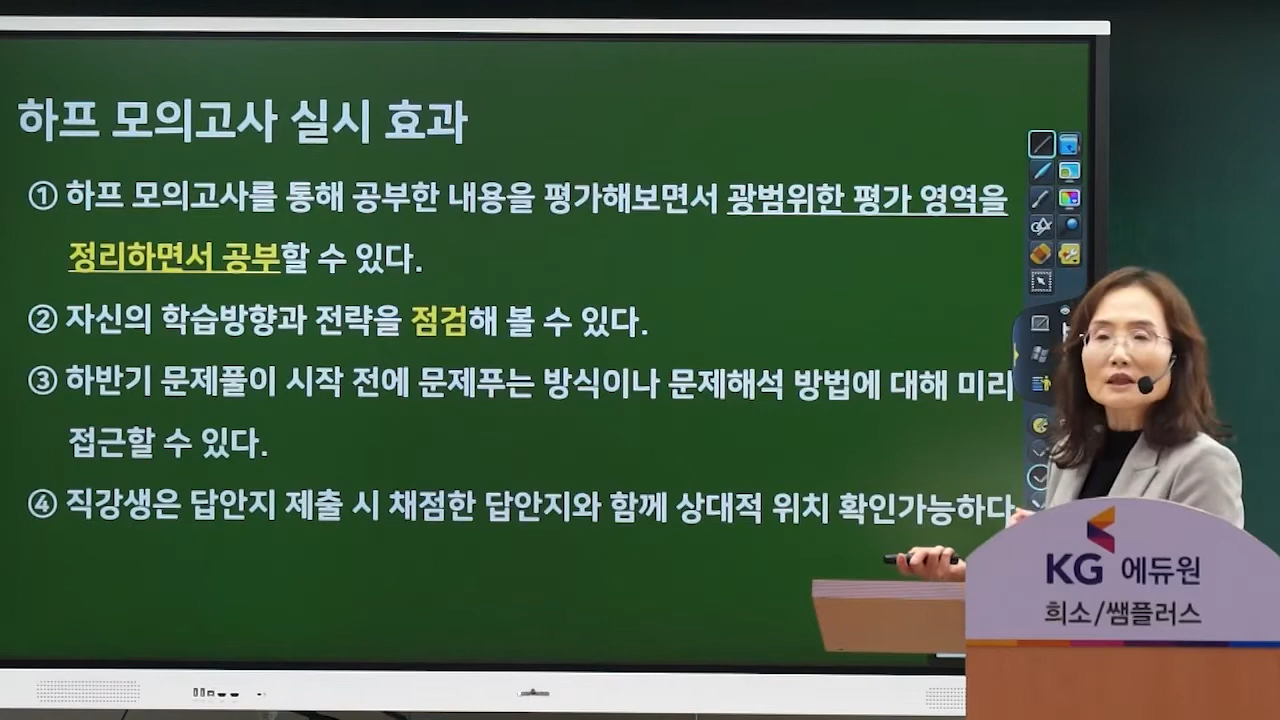 하프 모의고사 실시 효과
① 하프 모의고사를 통해 공부한 내용을 평가해보면서 광범위한 평가 영역을
정리하면서 공부할 수 있다.
② 자신의 학습방향과 전략을 점검해 볼 수 있다.
③ 하반기 문제풀이 시작 전에 문제푸는 방식이나 문제해석 방법에 대해 미리
접근할 수 있다.
④ 직강생은 답안지 제출 시 채점한 답안지와 함께 상대적 위치 확인가능하다
KG 에듀원
희소/쌤플러스